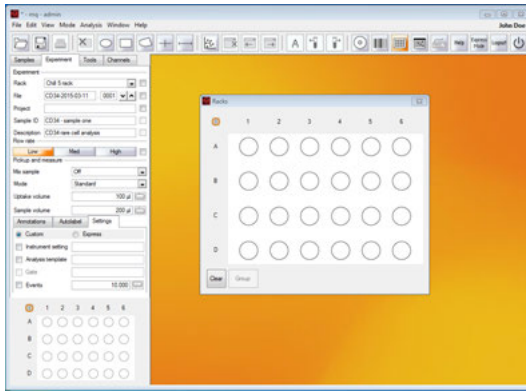 * - mq - admin
File Edit View Mode Analysis Window Help
John Doe
A
Help
Express Mode
Logout
Samples Experiment Tools Channels
Experiment
Rack Chill 5 rack
File CD34-2015-03-11 0001
Project
Sample ID CD34 - sample one
Description CD34 rare cell analysis
Flow rate
Low Med High
Pickup and measure
Mix sample Off
Mode Standard
Uptake volume 100 µl
Sample volume 200 µl
Annotations Autolabel Settings
Custom Express
Instrument setting
Analysis template
Gate
Events 10.000
1 2 3 4 5 6
A
B
C
D
Racks
1 2 3 4 5 6
A
B
C
D
Clear Group